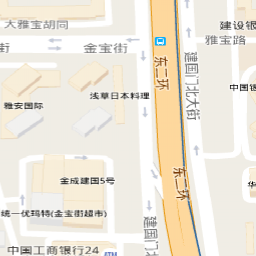 大雅宝胡同
建设银
雅宝路
金宝街
东二环
建国门北大街
浅草日本料理
中国银
雅安国际
金成建国5号
东二环
统一优玛特(金宝街超市)
建国门
中国工商银行24